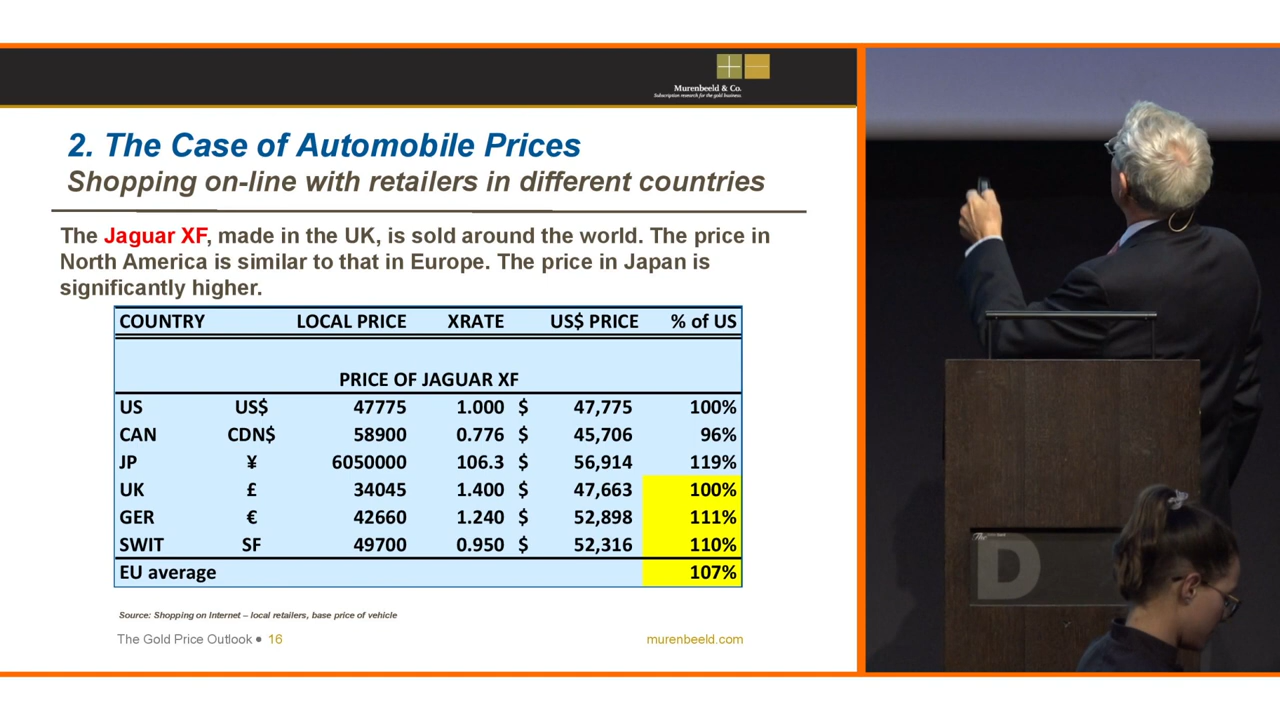 Murenbeeld & Co.
Subscription research for the gold business.
2. The Case of Automobile Prices
Shopping on-line with retailers in different countries
The Jaguar XF, made in the UK, is sold around the world. The price in
North America is similar to that in Europe. The price in Japan is
significantly higher.
COUNTRY LOCAL PRICE XRATE US$ PRICE % of US
PRICE OF JAGUAR XF
US US$ 47775 1.000 $ 47,775 100%
CAN CDN$ 58900 0.776 $ 45,706 96%
JP ¥ 6050000 106.3 $ 56,914 119%
UK £ 34045 1.400 $ 47,663 100%
GER € 42660 1.240 $ 52,898 111%
SWIT SF 49700 0.950 $ 52,316 110%
EU average 107%
Source: Shopping on Internet – local retailers, base price of vehicle
The Gold Price Outlook ● 16
murenbeeld.com
The
D